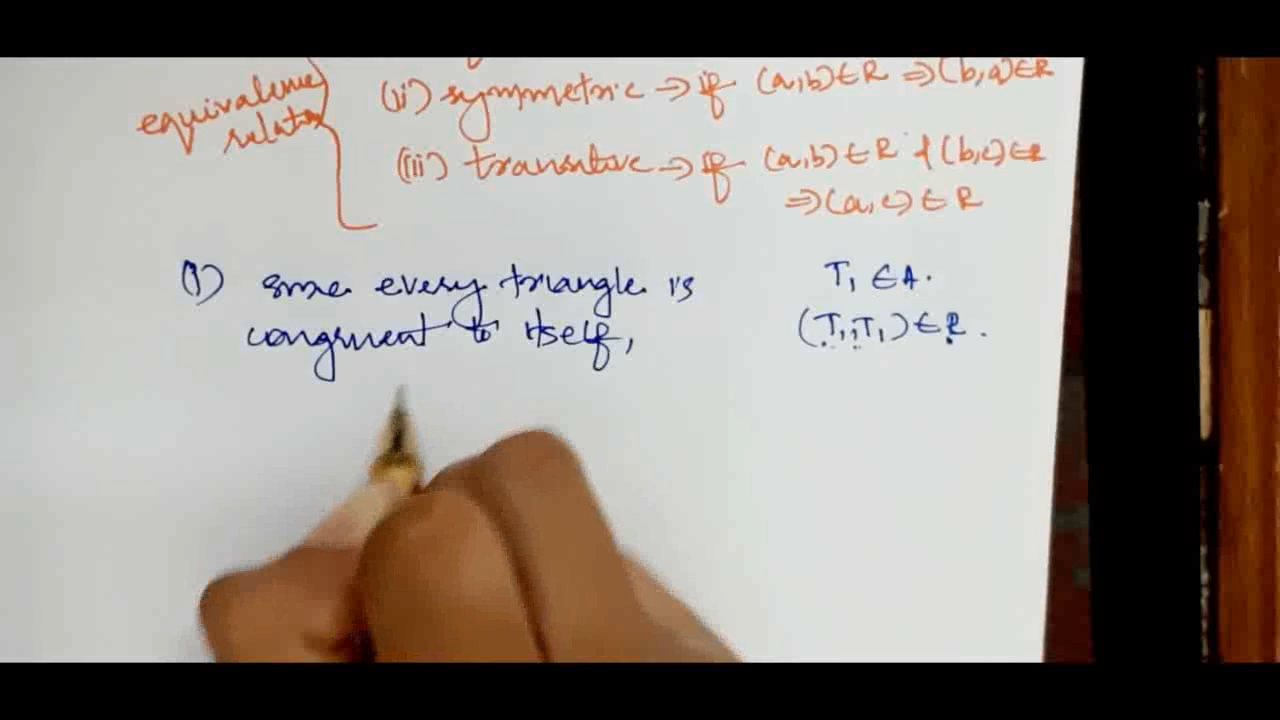 equivalence
relation
(ii) symmetric → if (a,b) ∈ R ⇒ (b,a) ∈ R
(iii) transitive → if (a,b) ∈ R & (b,c) ∈ R
⇒ (a,c) ∈ R
(i) since every triangle is
congruent to itself,
T₁ ∈ A.
(T₁, T₁) ∈ R.